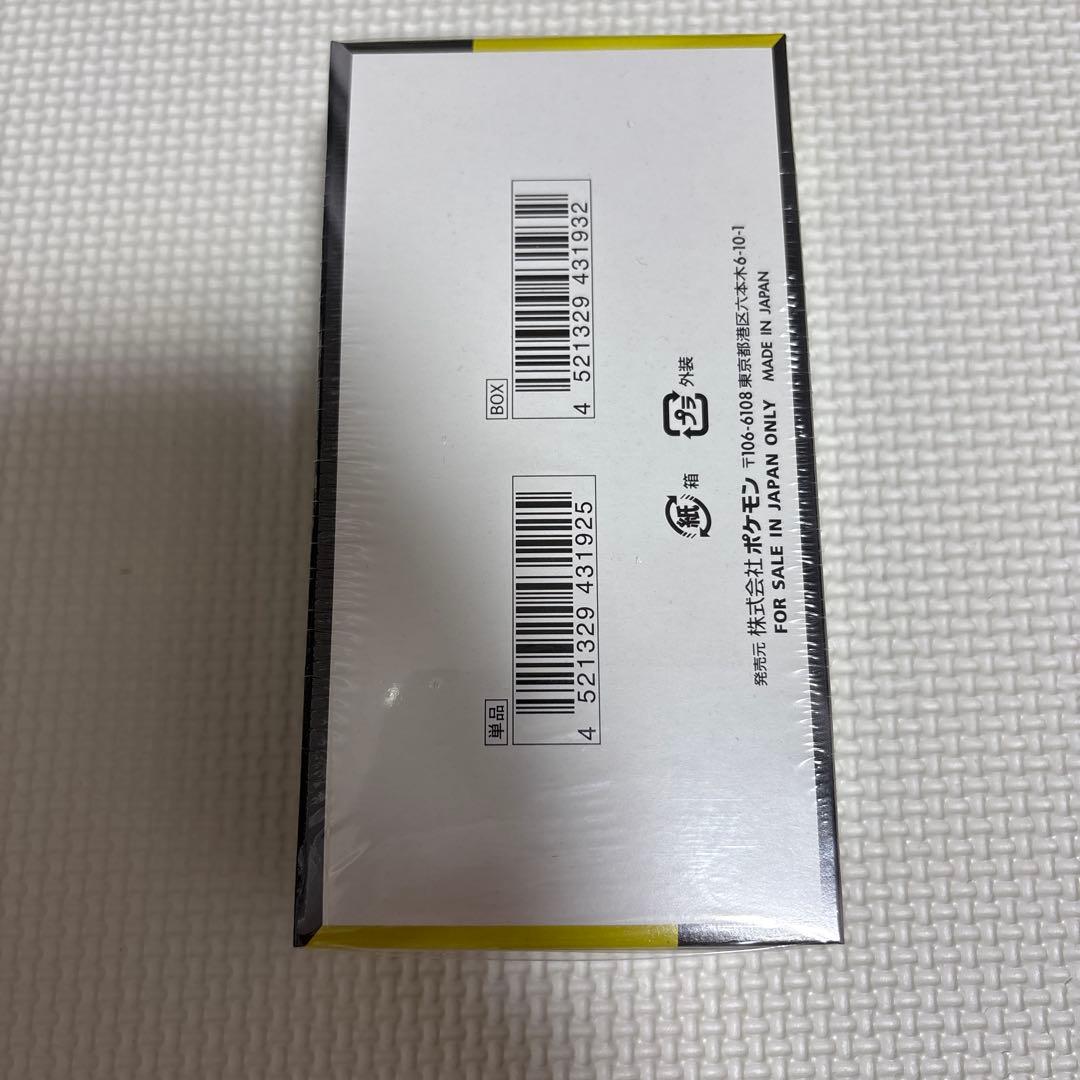 単品
4 521329 431925
BOX
4 521329 431932
紙 箱
プラ 外装
発売元 株式会社ポケモン 〒106-6108 東京都港区六本木6-10-1
FOR SALE IN JAPAN ONLY MADE IN JAPAN